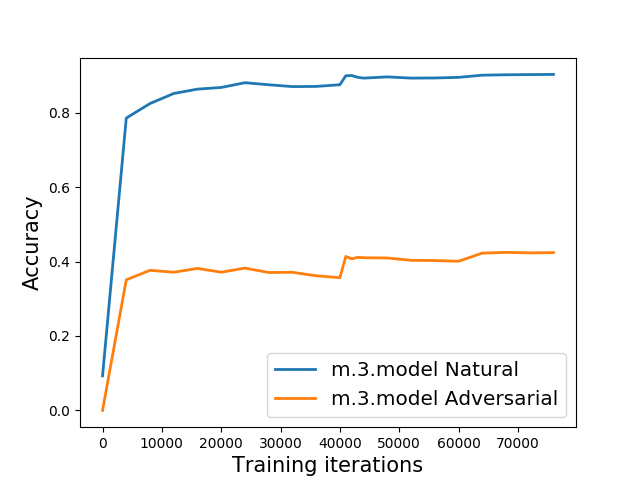 0.8
0.6
0.4
0.2
0.0
Accuracy
m.3.model Natural
m.3.model Adversarial
0 10000 20000 30000 40000 50000 60000 70000
Training iterations